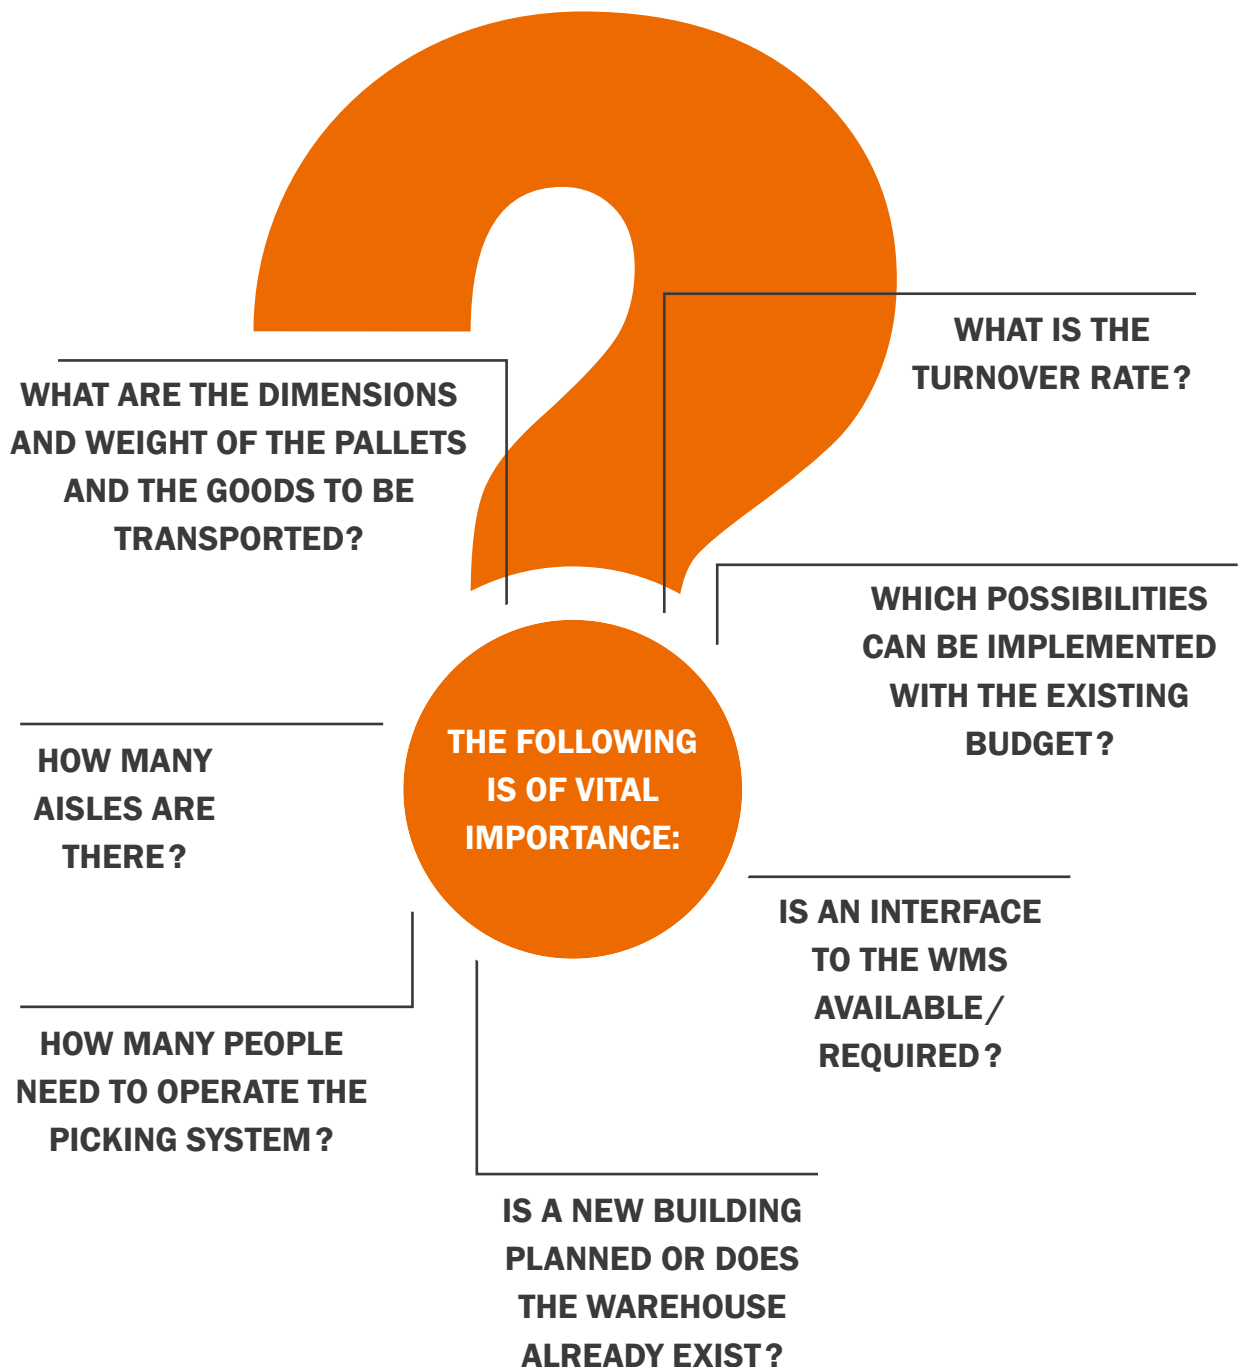 WHAT IS THE
TURNOVER RATE?
WHAT ARE THE DIMENSIONS
AND WEIGHT OF THE PALLETS
AND THE GOODS TO BE
TRANSPORTED?
WHICH POSSIBILITIES
CAN BE IMPLEMENTED
WITH THE EXISTING
BUDGET?
THE FOLLOWING
IS OF VITAL
IMPORTANCE:
HOW MANY
AISLES ARE
THERE?
IS AN INTERFACE
TO THE WMS
AVAILABLE/
REQUIRED?
HOW MANY PEOPLE
NEED TO OPERATE THE
PICKING SYSTEM?
IS A NEW BUILDING
PLANNED OR DOES
THE WAREHOUSE
ALREADY EXIST?